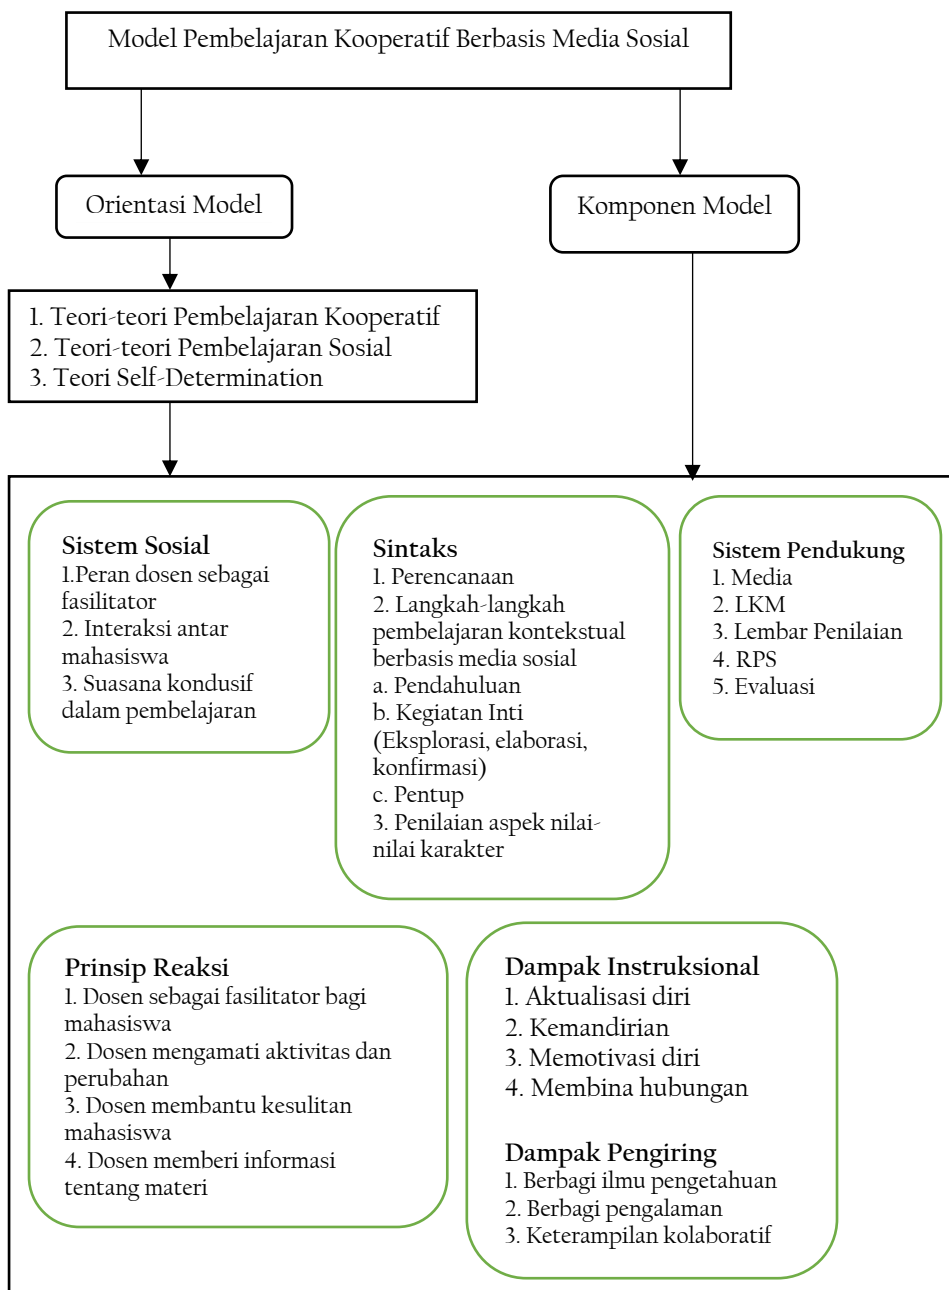 Model Pembelajaran Kooperatif Berbasis Media Sosial
Orientasi Model
Komponen Model
1. Teori-teori Pembelajaran Kooperatif
2. Teori-teori Pembelajaran Sosial
3. Teori Self-Determination
Sistem Sosial
1.Peran dosen sebagai
fasilitator
2. Interaksi antar
mahasiswa
3. Suasana kondusif
dalam pembelajaran
Sintaks
1. Perencanaan
2. Langkah-langkah
pembelajaran kontekstual
berbasis media sosial
a. Pendahuluan
b. Kegiatan Inti
(Eksplorasi, elaborasi,
konfirmasi)
c. Pentup
3. Penilaian aspek nilai-
nilai karakter
Sistem Pendukung
1. Media
2. LKM
3. Lembar Penilaian
4. RPS
5. Evaluasi
Prinsip Reaksi
1. Dosen sebagai fasilitator bagi
mahasiswa
2. Dosen mengamati aktivitas dan
perubahan
3. Dosen membantu kesulitan
mahasiswa
4. Dosen memberi informasi
tentang materi
Dampak Instruksional
1. Aktualisasi diri
2. Kemandirian
3. Memotivasi diri
4. Membina hubungan
Dampak Pengiring
1. Berbagi ilmu pengetahuan
2. Berbagi pengalaman
3. Keterampilan kolaboratif